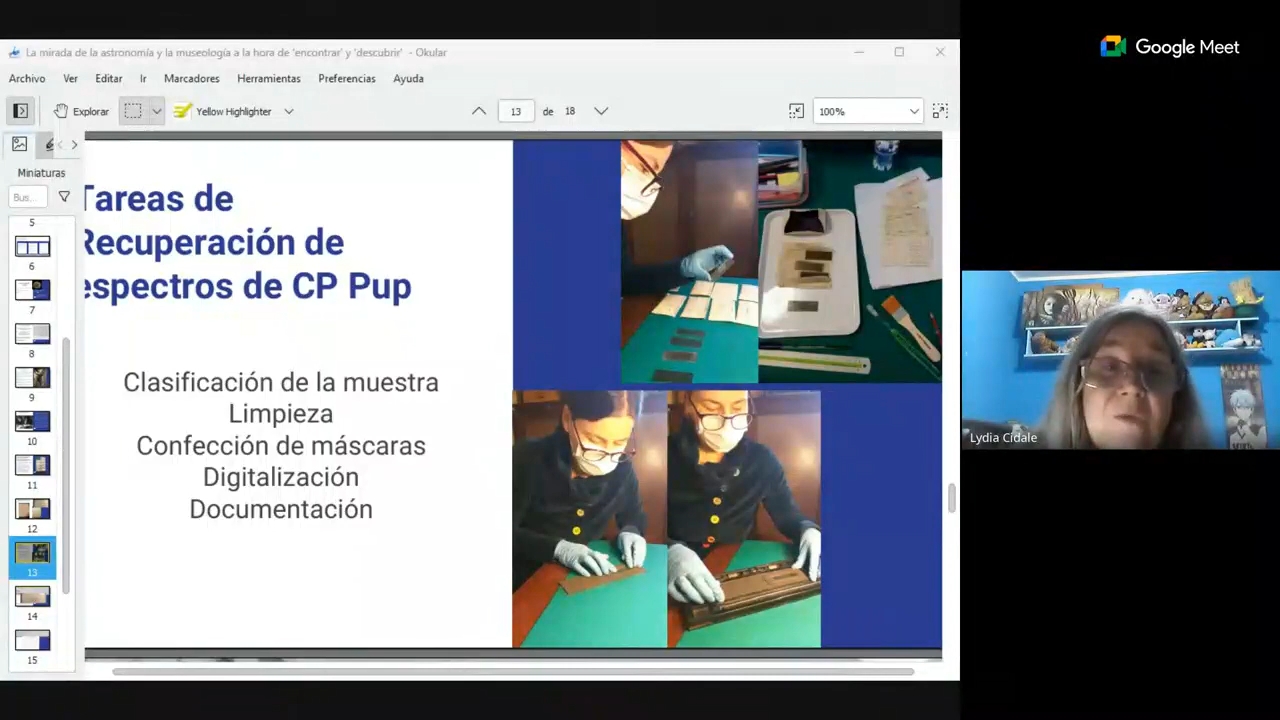 La mirada de la astronomía y la museología a la hora de 'encontrar' y 'descubrir' - Okular
Archivo Ver Editar Ir Marcadores Herramientas Preferencias Ayuda
Explorar Yellow Highlighter 13 de 18 100%
Miniaturas
Bus...
5
6
7
8
9
10
11
12
13
14
15
Tareas de
Recuperación de
espectros de CP Pup
Clasificación de la muestra
Limpieza
Confección de máscaras
Digitalización
Documentación
Google Meet
Lydia Cidale